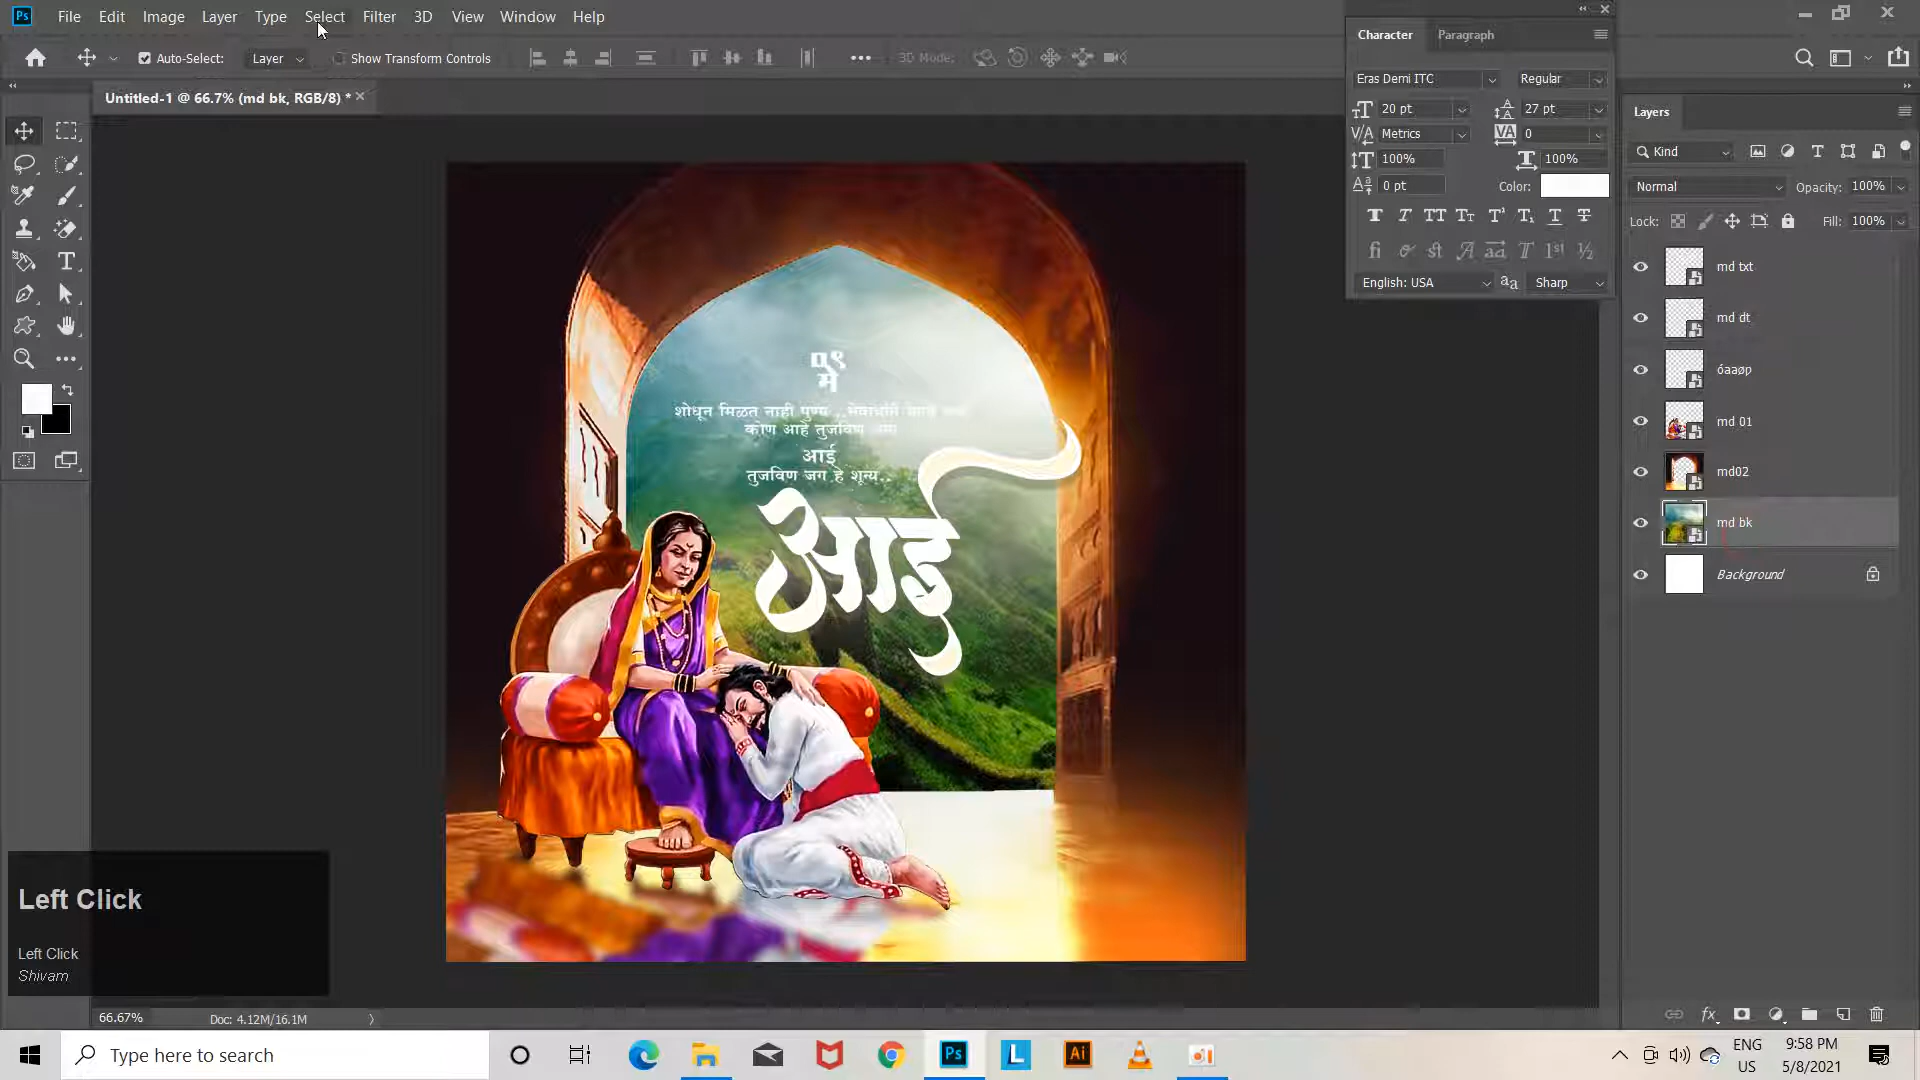 File Edit Image Layer Type Select Filter 3D View Window Help
Auto-Select: Layer Show Transform Controls 3D Mode:
Untitled-1 @ 66.7% (md bk, RGB/8) *
Character Paragraph
Eras Demi ITC Regular
20 pt 27 pt
Metrics 0
100% 100%
0 pt Color:
English: USA Sharp
Layers
Kind
Normal Opacity: 100%
Lock: Fill: 100%
md txt
md dt
óaaøp
md 01
md02
md bk
Background
०९
मे
शोधून मिळत नाही पुण्य
कोण आहे तुजविण
आई
तुजविण जग हे शून्य..
आई
Left Click
Left Click
Shivam
66.67% Doc: 4.12M/16.1M
Type here to search
ENG
US
9:58 PM
5/8/2021